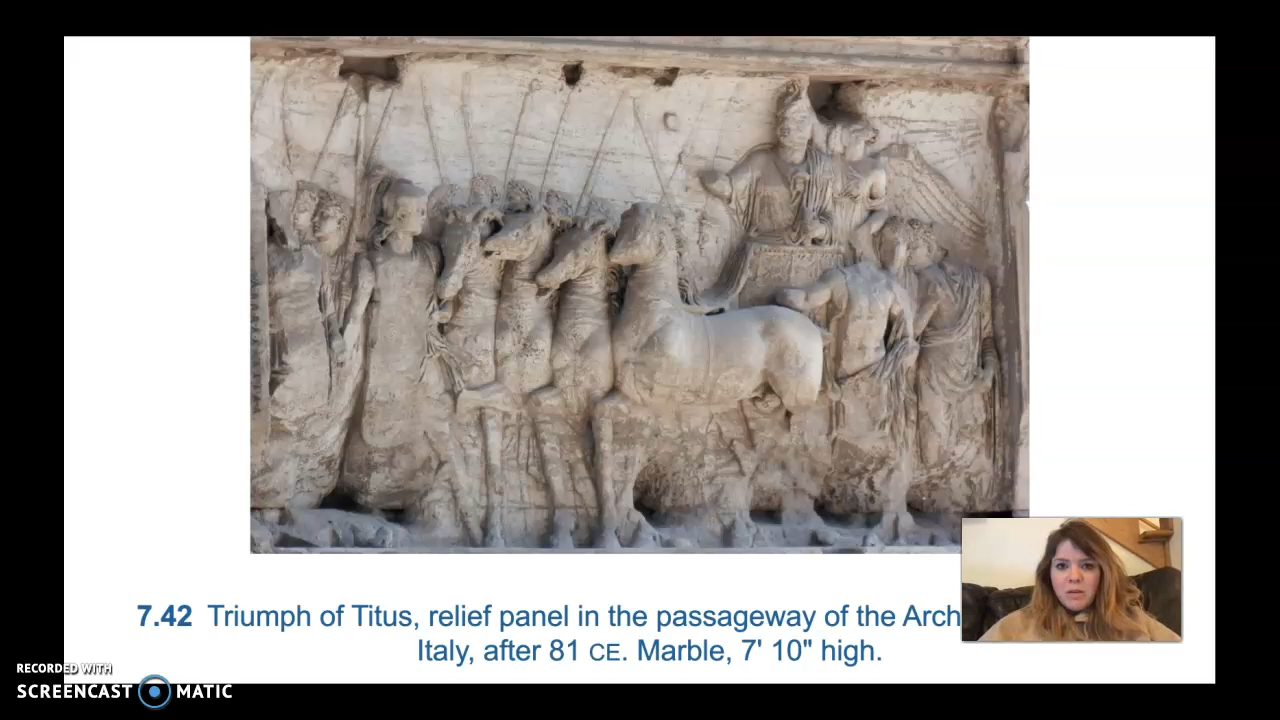 7.42 Triumph of Titus, relief panel in the passageway of the Arch
Italy, after 81 CE. Marble, 7' 10" high.
RECORDED WITH
SCREENCAST MATIC